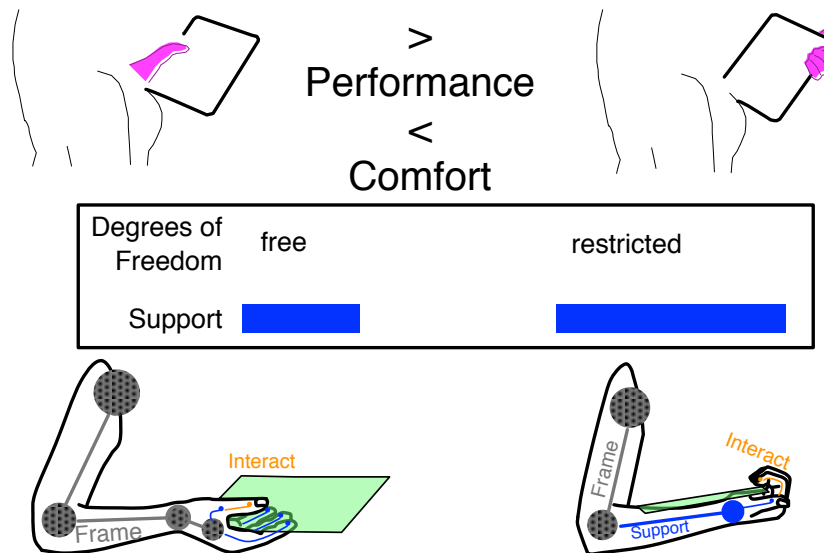 >
Performance
<
Comfort
Degrees of
Freedom
free
restricted
Support
Interact
Frame
Frame
Interact
Support